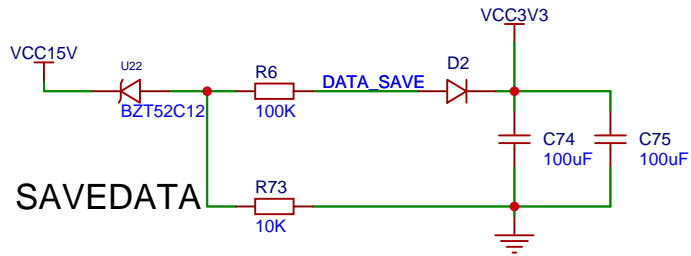 VCC3V3
VCC15V
U22
BZT52C12
R6
100K
DATA_SAVE
D2
C74
100uF
C75
100uF
SAVEDATA
R73
10K